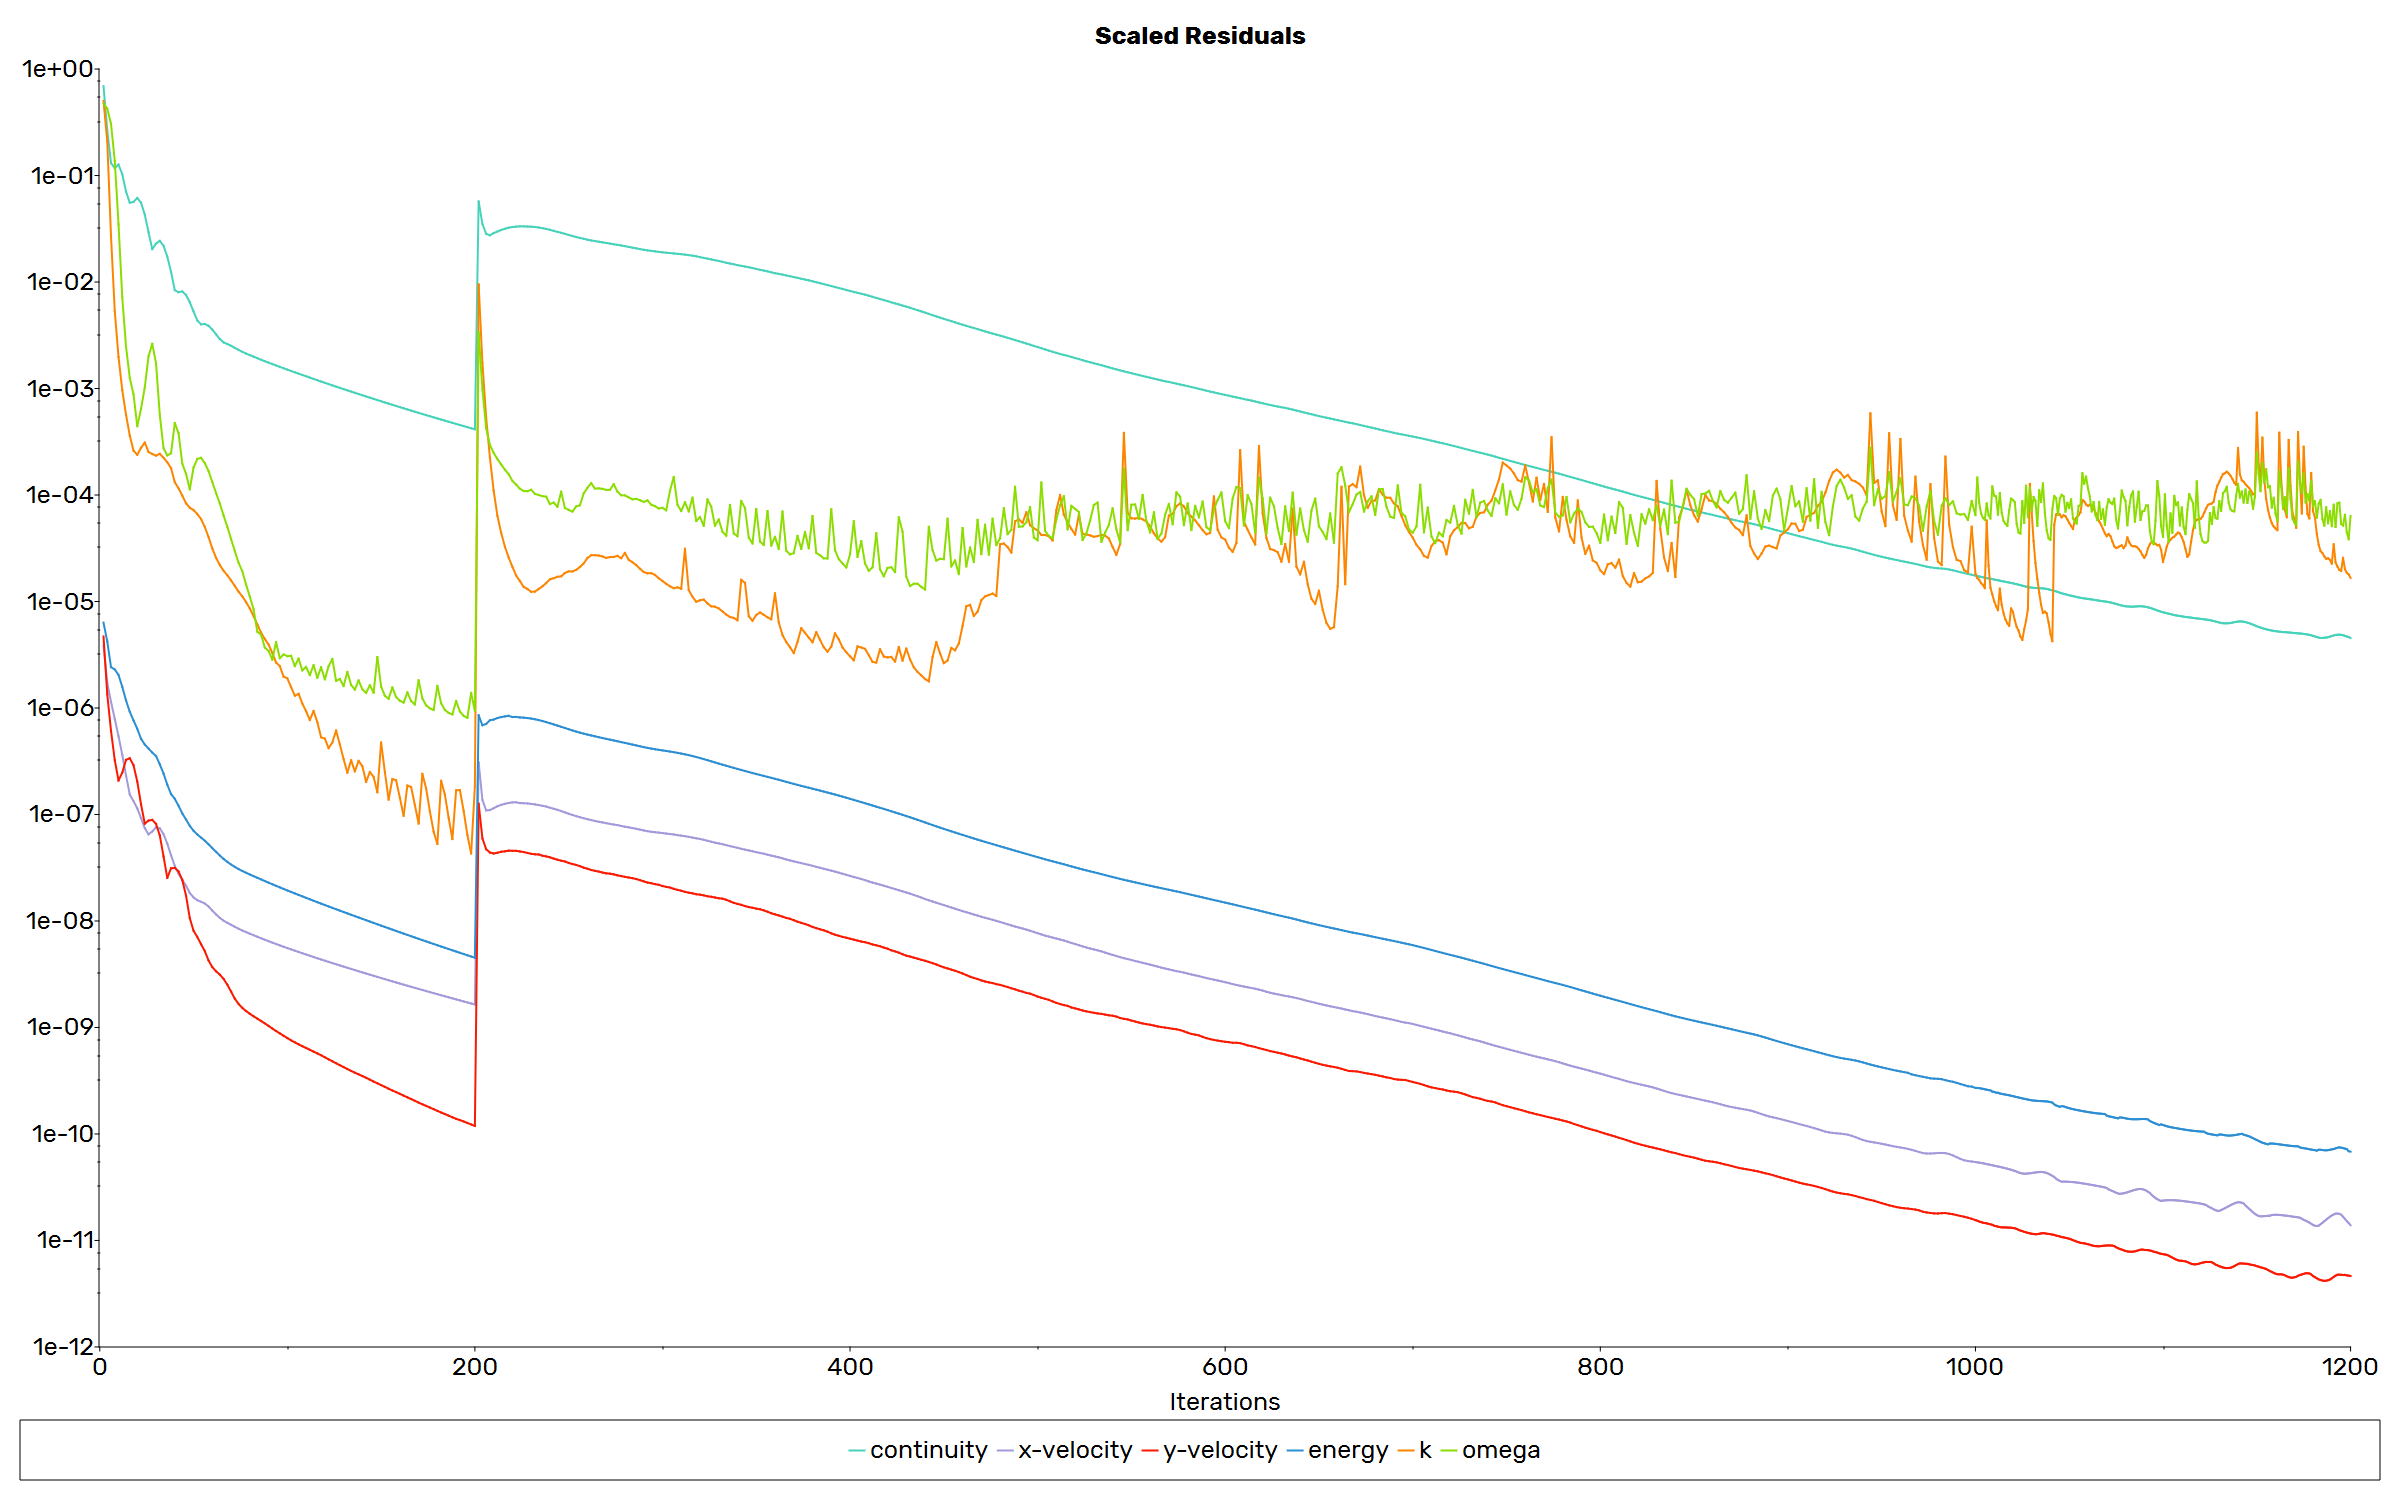 Scaled Residuals
1e+00
1e-01
1e-02
1e-03
1e-04
1e-05
1e-06
1e-07
1e-08
1e-09
1e-10
1e-11
1e-12
0 200 400 600 800 1000 1200
Iterations
continuity x-velocity y-velocity energy k omega